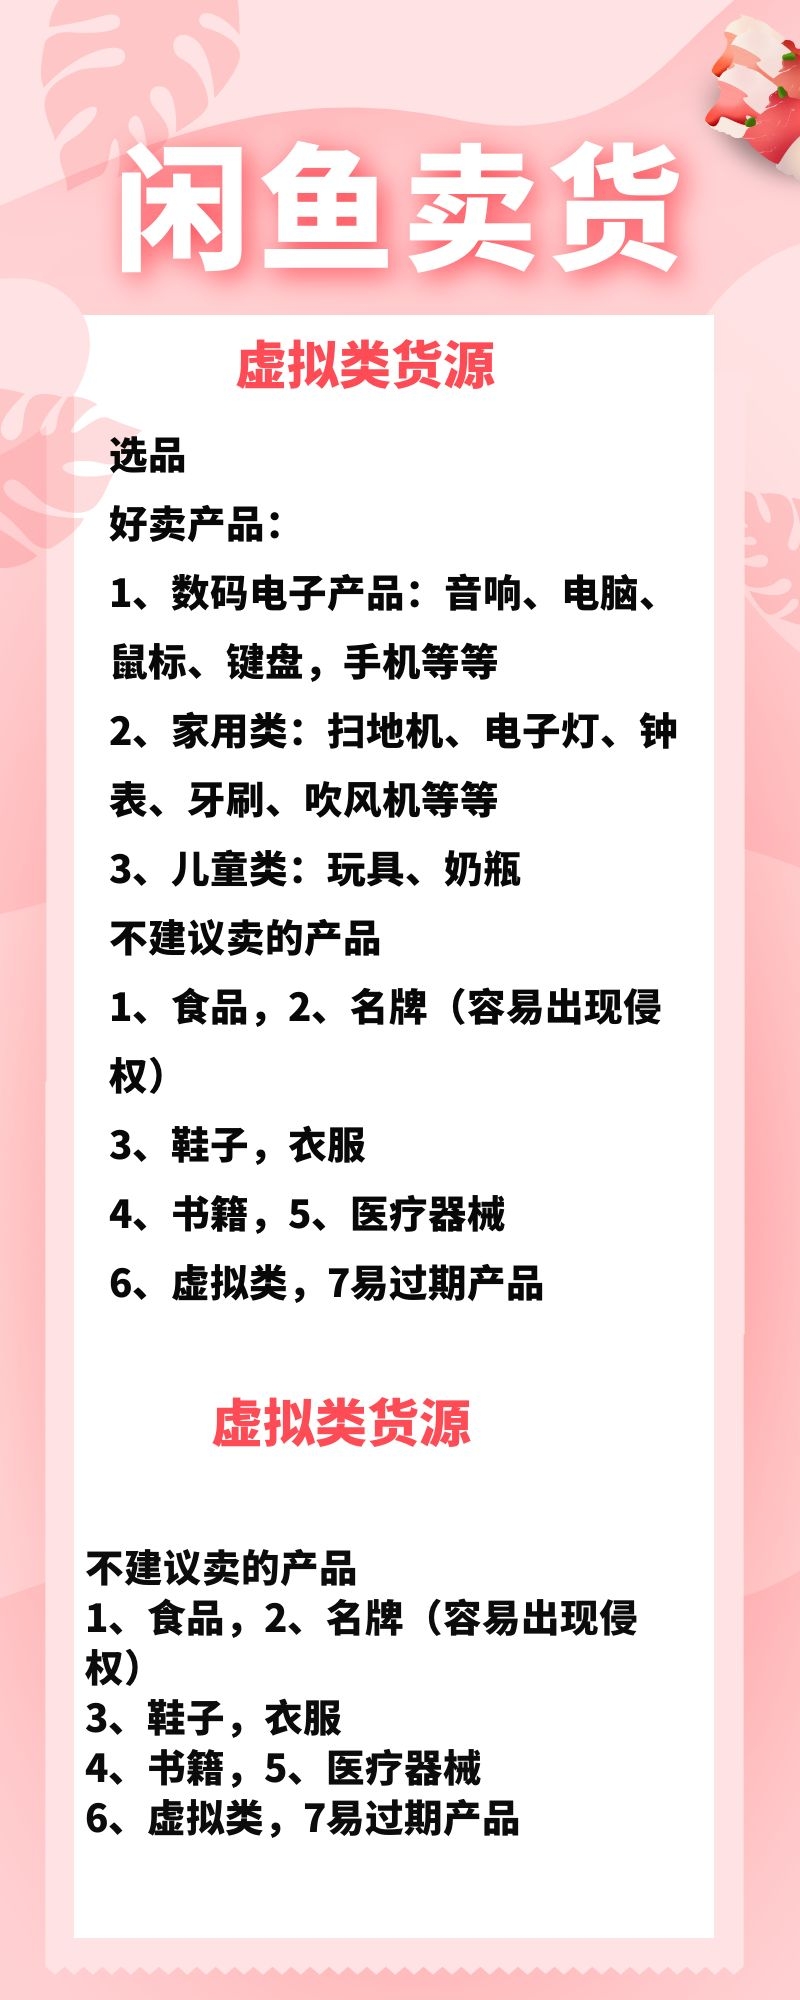 闲鱼卖货
虚拟类货源
选品
好卖产品：
1、数码电子产品：音响、电脑、
鼠标、键盘，手机等等
2、家用类：扫地机、电子灯、钟
表、牙刷、吹风机等等
3、儿童类：玩具、奶瓶
不建议卖的产品
1、食品，2、名牌（容易出现侵
权）
3、鞋子，衣服
4、书籍，5、医疗器械
6、虚拟类，7易过期产品
虚拟类货源
不建议卖的产品
1、食品，2、名牌（容易出现侵
权）
3、鞋子，衣服
4、书籍，5、医疗器械
6、虚拟类，7易过期产品